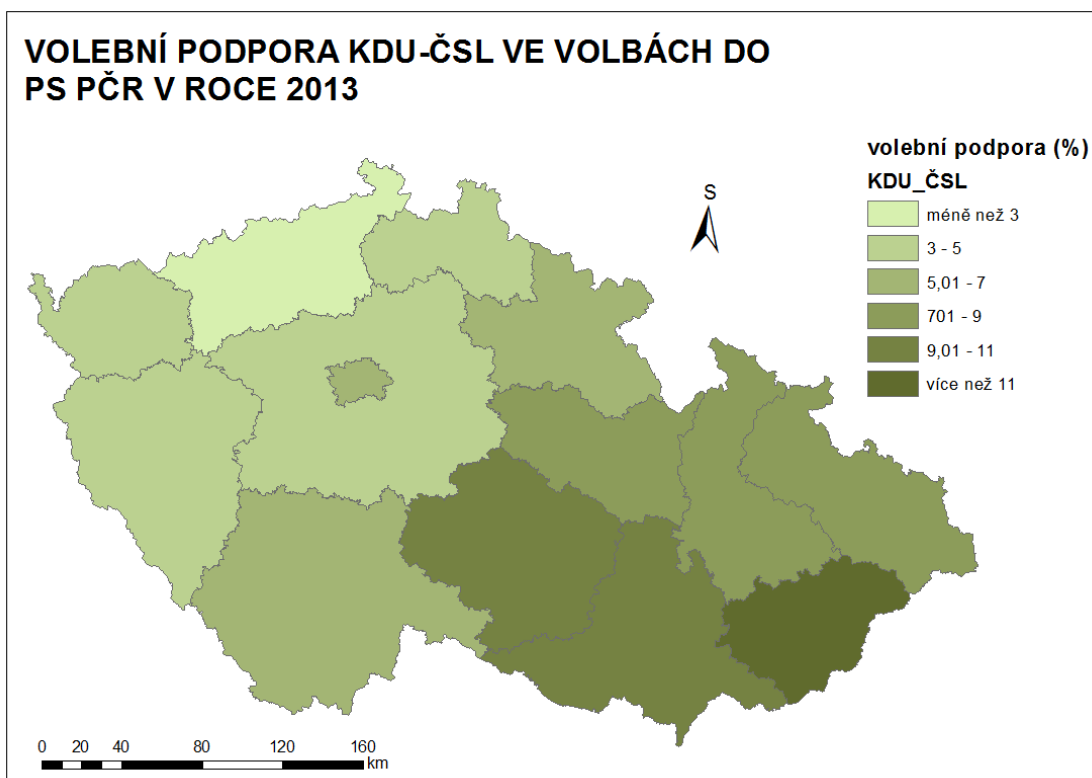 VOLEBNÍ PODPORA KDU-ČSL VE VOLBÁCH DO
PS PČR V ROCE 2013
volební podpora (%)
KDU_ČSL
méně než 3
3 - 5
5,01 - 7
701 - 9
9,01 - 11
více než 11
S
0 20 40 80 120 160
km